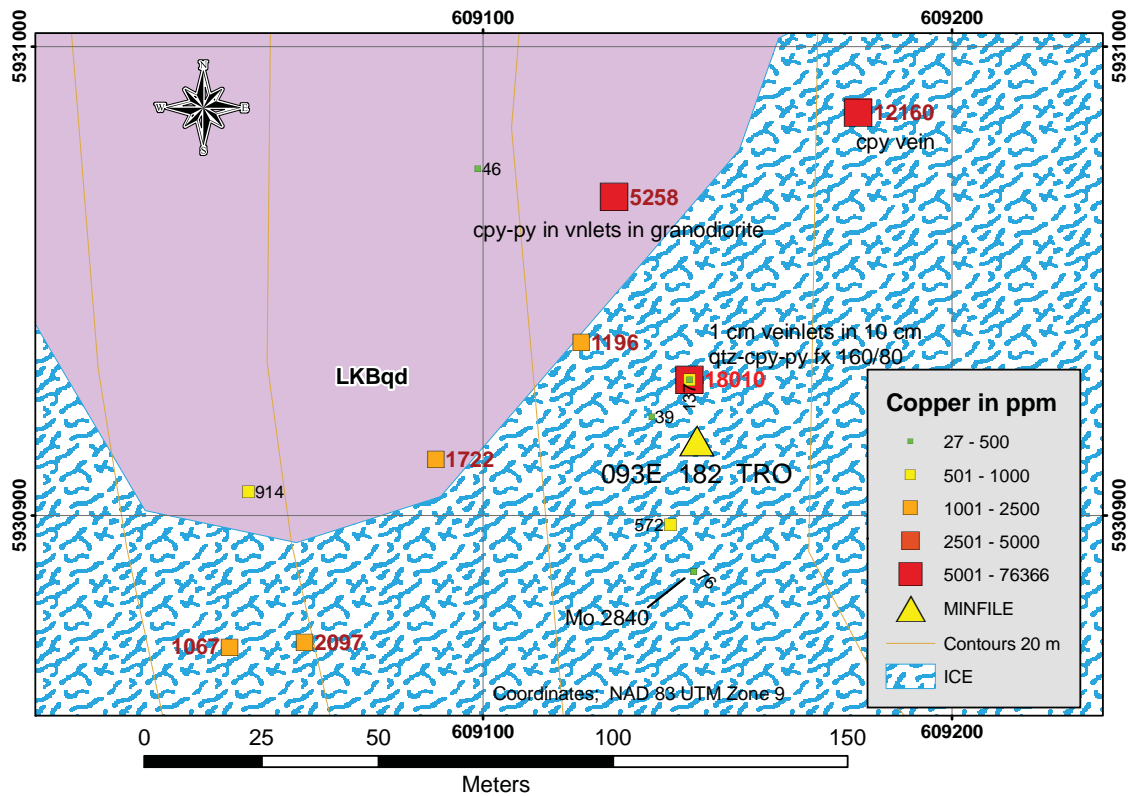 609100
609200
5931000
5931000
N
W
E
S
12160
cpy vein
46
5258
cpy-py in vnlets in granodiorite
1196
1 cm veinlets in 10 cm
qtz-cpy-py fx 160/80
18010
137
LKBqd
39
093E 182 TRO
1722
914
5930900
5930900
572
76
Mo 2840
1067
2097
Coordinates; NAD 83 UTM Zone 9
Copper in ppm
27 - 500
501 - 1000
1001 - 2500
2501 - 5000
5001 - 76366
MINFILE
Contours 20 m
ICE
609100
609200
0 25 50 100 150
Meters